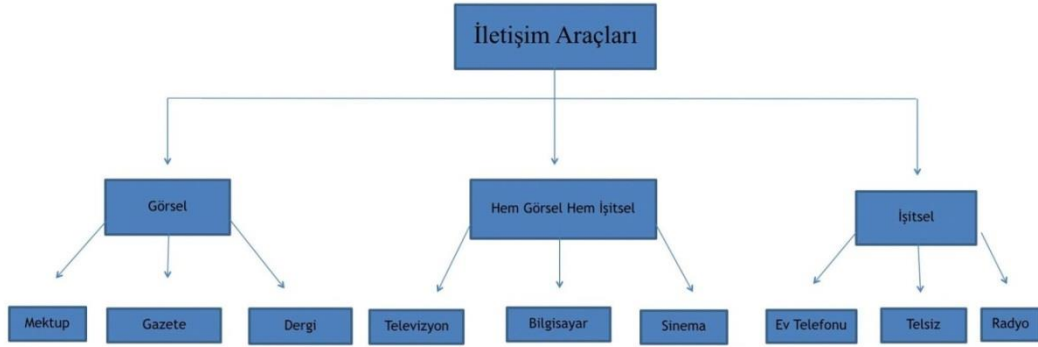 İletişim Araçları
Görsel
Hem Görsel Hem İşitsel
İşitsel
Mektup
Gazete
Dergi
Televizyon
Bilgisayar
Sinema
Ev Telefonu
Telsiz
Radyo